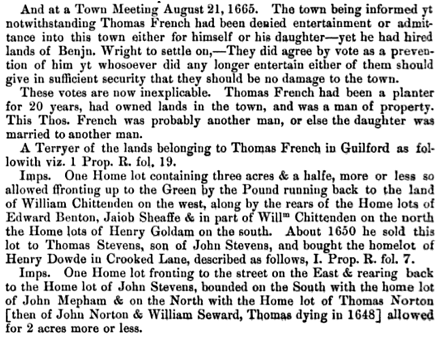 And at a Town Meeting August 21, 1665. The town being informed yt
notwithstanding Thomas French had been denied entertainment or admit-
tance into this town either for himself or his daughter—yet he had hired
lands of Benjn. Wright to settle on,—They did agree by vote as a preven-
tion of him yt whosoever did any longer entertain either of them should
give in sufficient security that they should be no damage to the town.
These votes are now inexplicable. Thomas French had been a planter
for 20 years, had owned lands in the town, and was a man of property.
This Thos. French was probably another man, or else the daughter was
married to another man.
A Terryer of the lands belonging to Thomas French in Guilford as fol-
lowith viz. 1 Prop. R. fol. 19.
Imps. One Home lot containing three acres & a halfe, more or less so
allowed ffronting up to the Green by the Pound running back to the land
of William Chittenden on the west, along by the rears of the Home lots of
Edward Benton, Jaiob Sheaffe & in part of Willm Chittenden on the north
the Home lots of Henry Goldam on the south. About 1650 he sold this
lot to Thomas Stevens, son of John Stevens, and bought the homelot of
Henry Dowde in Crooked Lane, described as follows, I. Prop. R. fol. 7.
Imps. One Home lot fronting to the street on the East & rearing back
to the Home lot of John Stevens, bounded on the South with the home lot
of John Mepham & on the North with the Home lot of Thomas Norton
[then of John Norton & William Seward, Thomas dying in 1648] allowed
for 2 acres more or less.